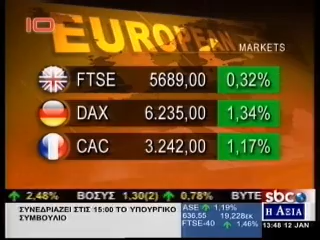 10
EUROPEAN
MARKETS
FTSE 5689,00 0,32%
DAX 6.235,00 1,34%
CAC 3.242,00 1,17%
2,48% ΒΟΣΥΣ 1,30(2) 0,78% BYTE
sbc
Η ΑΞΙΑ
ΣΥΝΕΔΡΙΑΖΕΙ ΣΤΙΣ 15:00 ΤΟ ΥΠΟΥΡΓΙΚΟ
ΣΥΜΒΟΥΛΙΟ
ASE 1,19%
636.55 19,228εκ
FTSE-40 1,46%
13:48 12 JAN